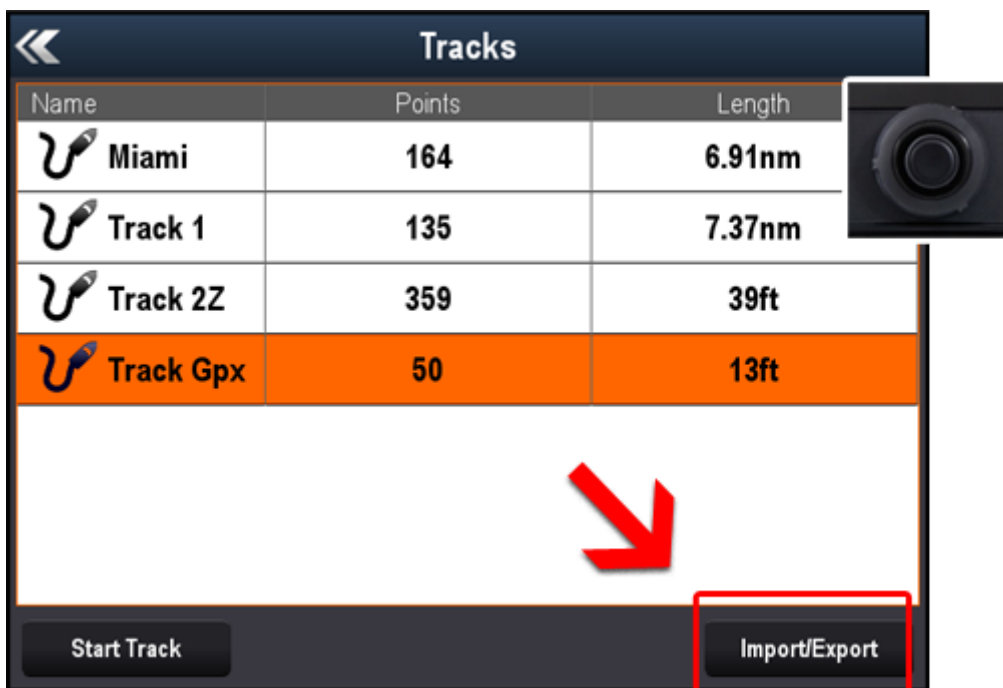 Tracks
Name Points Length
Miami 164 6.91nm
Track 1 135 7.37nm
Track 2Z 359 39ft
Track Gpx 50 13ft
Start Track Import/Export